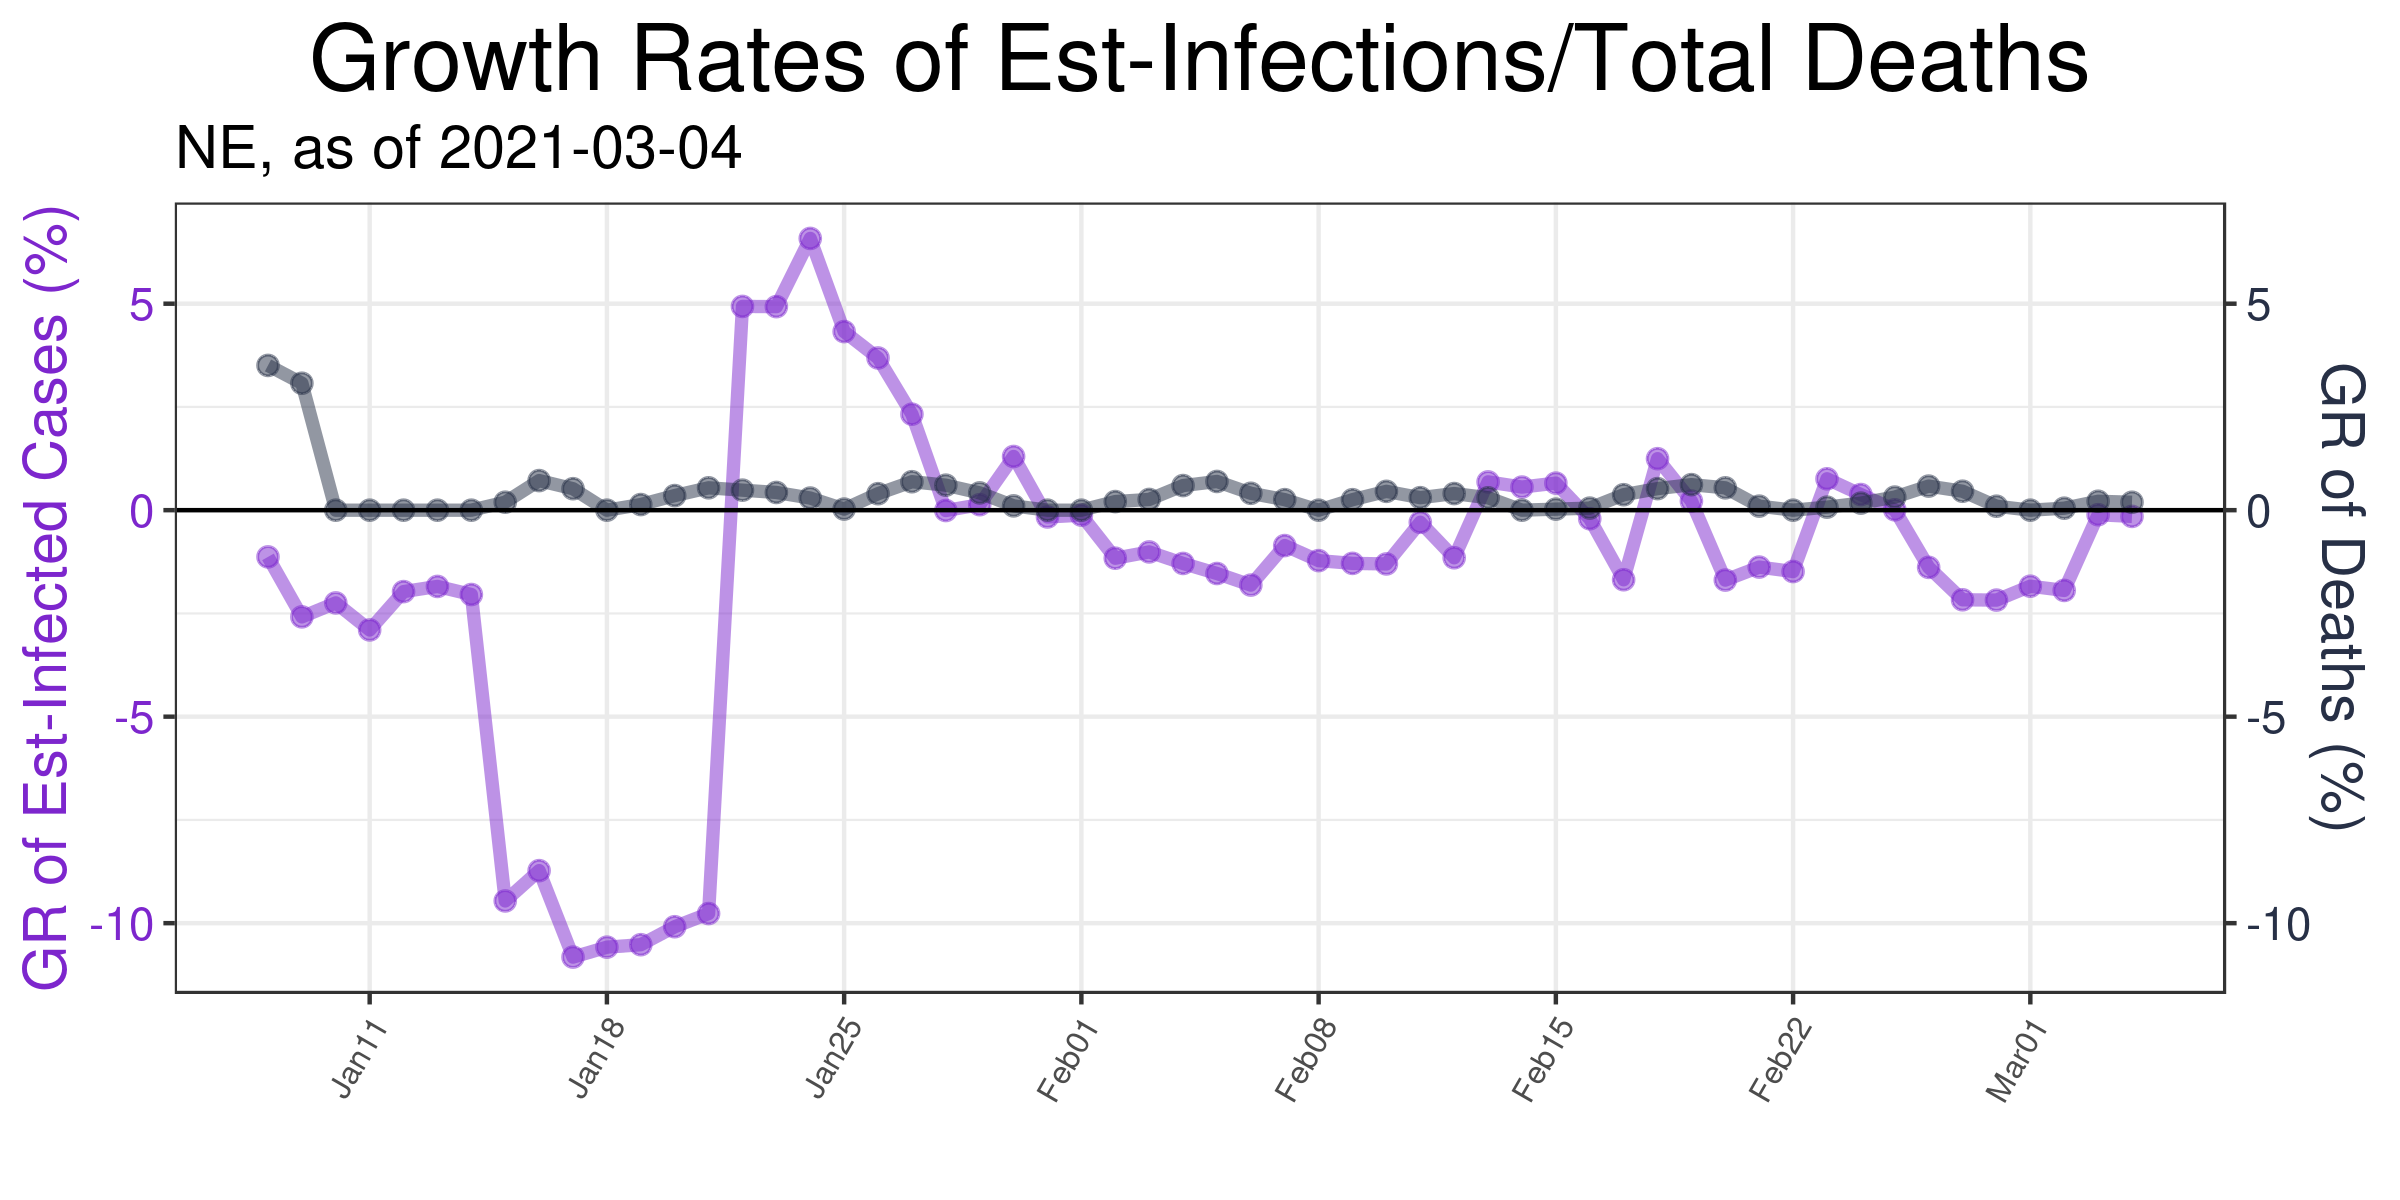 Growth Rates of Est-Infections/Total Deaths
NE, as of 2021-03-04
GR of Est-Infected Cases (%)
5
0
-5
-10
5
0
-5
-10
GR of Deaths (%)
Jan11
Jan18
Jan25
Feb01
Feb08
Feb15
Feb22
Mar01